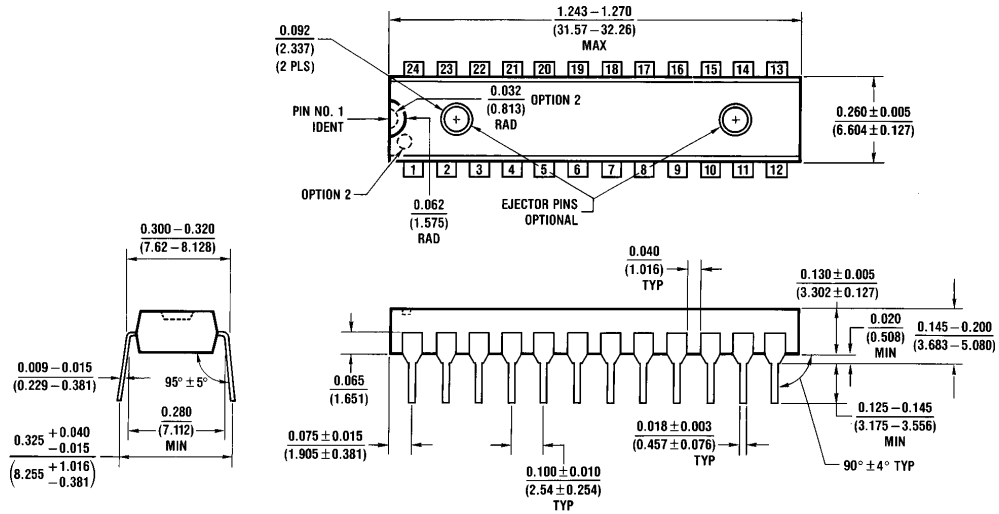 1.243–1.270
(31.57–32.26)
MAX
0.092
(2.337)
(2 PLS)
24 23 22 21 20 19 18 17 16 15 14 13
0.032
(0.813)
RAD
OPTION 2
PIN NO. 1
IDENT
0.260 ± 0.005
(6.604 ± 0.127)
1 2 3 4 5 6 7 8 9 10 11 12
OPTION 2
0.062
(1.575)
RAD
EJECTOR PINS
OPTIONAL
0.300–0.320
(7.62–8.128)
0.040
(1.016)
TYP
0.130 ± 0.005
(3.302 ± 0.127)
0.020
(0.508)
MIN
0.145–0.200
(3.683–5.080)
0.009–0.015
(0.229–0.381)
95° ± 5°
0.280
(7.112)
MIN
0.325 +0.040
−0.015
(8.255 +1.016
−0.381)
0.065
(1.651)
0.075 ± 0.015
(1.905 ± 0.381)
0.100 ± 0.010
(2.54 ± 0.254)
TYP
0.018 ± 0.003
(0.457 ± 0.076)
TYP
0.125–0.145
(3.175–3.556)
MIN
90° ± 4° TYP